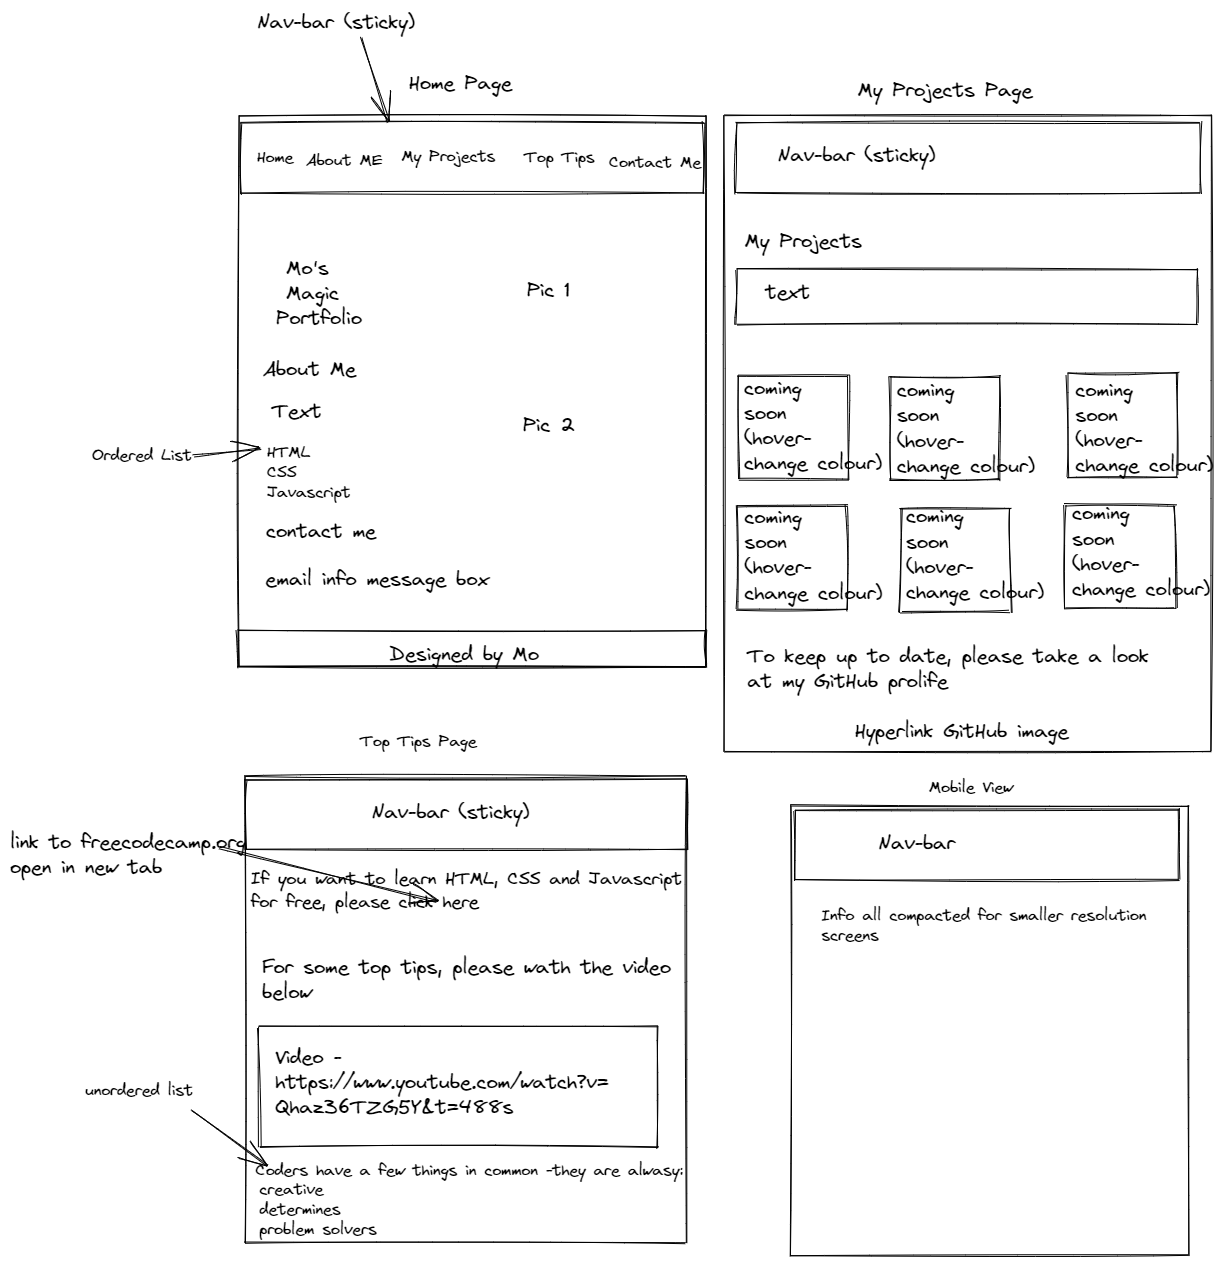 Nav-bar (sticky)
Home Page
Home About ME My Projects Top Tips Contact Me
Mo's
Magic
Portfolio
Pic 1
About Me
Text
Pic 2
Ordered List
HTML
CSS
Javascript
contact me
email info message box
Designed by Mo
My Projects Page
Nav-bar (sticky)
My Projects
text
coming
soon
(hover-
change colour)
coming
soon
(hover-
change colour)
coming
soon
(hover-
change colour)
coming
soon
(hover-
change colour)
coming
soon
(hover-
change colour)
coming
soon
(hover-
change colour)
To keep up to date, please take a look
at my GitHub prolife
Hyperlink GitHub image
Top Tips Page
Nav-bar (sticky)
link to freecodecamp.org
open in new tab
If you want to learn HTML, CSS and Javascript
for free, please click here
For some top tips, please wath the video
below
Video -
https://www.youtube.com/watch?v=
Qhaz36TZG5Y&t=488s
unordered list
Coders have a few things in common -they are alwasy:
creative
determines
problem solvers
Mobile View
Nav-bar
Info all compacted for smaller resolution
screens